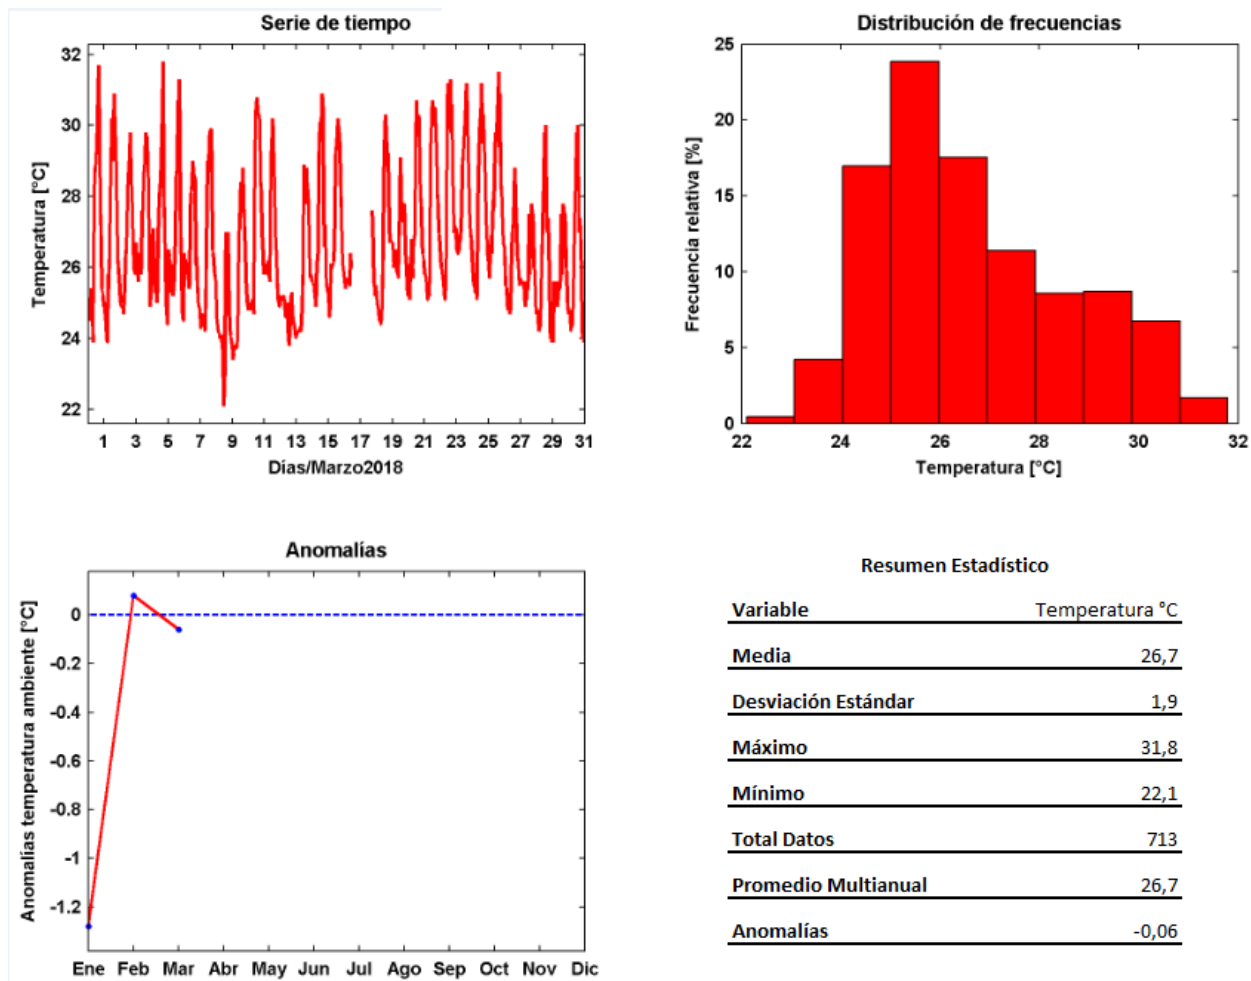 Serie de tiempo
32
30
28
26
24
22
Temperatura [°C]
1 3 5 7 9 11 13 15 17 19 21 23 25 27 29 31
Días/Marzo2018
Distribución de frecuencias
25
20
15
10
5
0
Frecuencia relativa [%]
22 24 26 28 30 32
Temperatura [°C]
Anomalías
0
-0.2
-0.4
-0.6
-0.8
-1
-1.2
Anomalias temperatura ambiente [°C]
Ene Feb Mar Abr May Jun Jul Ago Sep Oct Nov Dic
Resumen Estadístico
Variable Temperatura °C
Media 26,7
Desviación Estándar 1,9
Máximo 31,8
Mínimo 22,1
Total Datos 713
Promedio Multianual 26,7
Anomalías -0,06